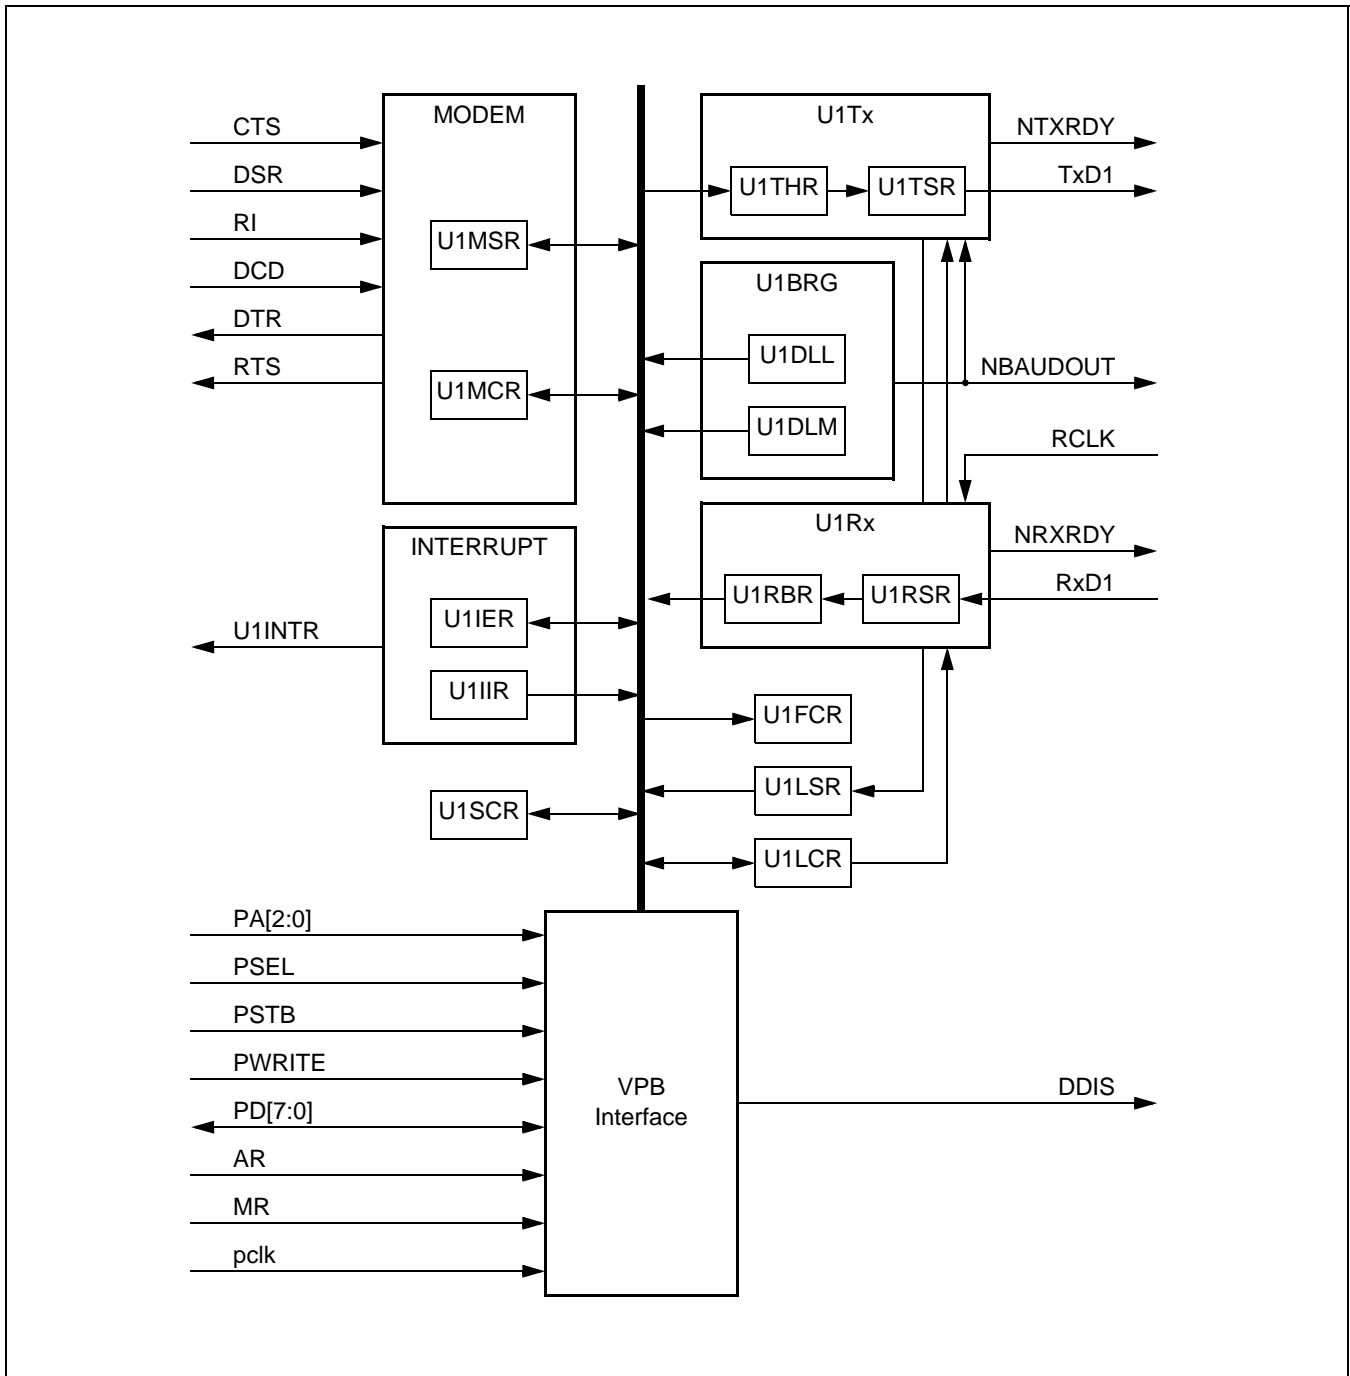 MODEM
U1Tx
CTS
NTXRDY
DSR
TxD1
U1THR
U1TSR
RI
U1MSR
DCD
U1BRG
DTR
U1DLL
RTS
NBAUDOUT
U1MCR
U1DLM
RCLK
U1Rx
INTERRUPT
NRXRDY
U1RBR
U1RSR
RxD1
U1IER
U1INTR
U1IIR
U1FCR
U1LSR
U1SCR
U1LCR
PA[2:0]
PSEL
PSTB
PWRITE
VPB
Interface
DDIS
PD[7:0]
AR
MR
pclk